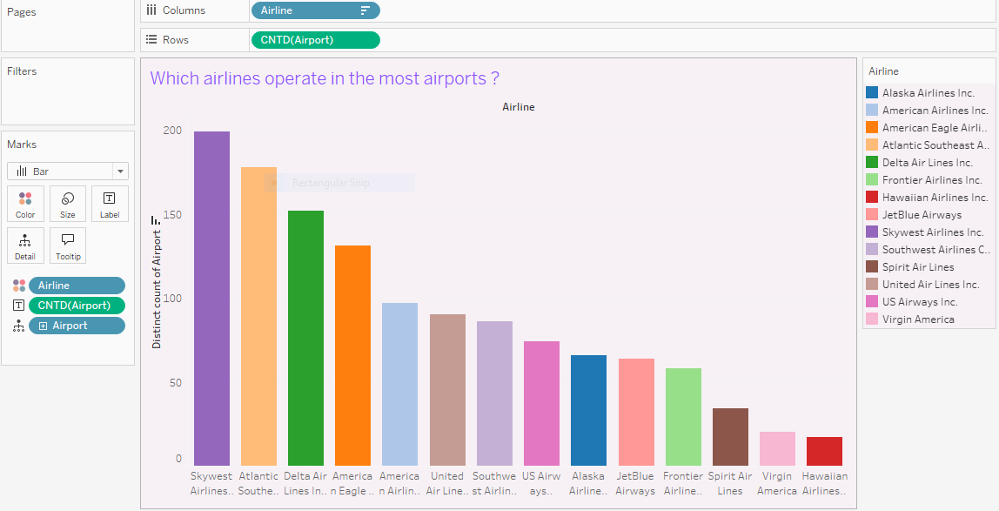 Pages
Columns
Airline
Rows
CNTD(Airport)
Filters
Marks
Bar
Color
Size
Label
Detail
Tooltip
Airline
CNTD(Airport)
Airport
Which airlines operate in the most airports ?
Airline
Rectangular Snip
Distinct count of Airport
200
150
100
50
0
Skywest Airlines..
Atlantic Southe..
Delta Air Lines In..
America n Eagle ..
America n Airlin..
United Air Line..
Southwe st Airlin..
US Airw ays..
Alaska Airline..
JetBlue Airways
Frontier Airline..
Spirit Air Lines
Virgin America
Hawaiian Airlines..
Airline
Alaska Airlines Inc.
American Airlines Inc.
American Eagle Airli..
Atlantic Southeast A..
Delta Air Lines Inc.
Frontier Airlines Inc.
Hawaiian Airlines Inc.
JetBlue Airways
Skywest Airlines Inc.
Southwest Airlines C..
Spirit Air Lines
United Air Lines Inc.
US Airways Inc.
Virgin America